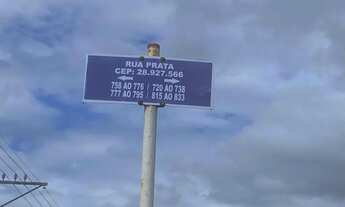 RUA PRATA
CEP: 28.927.566
758 AO 776 / 720 AO 738
777 AO 795 / 815 AO 833